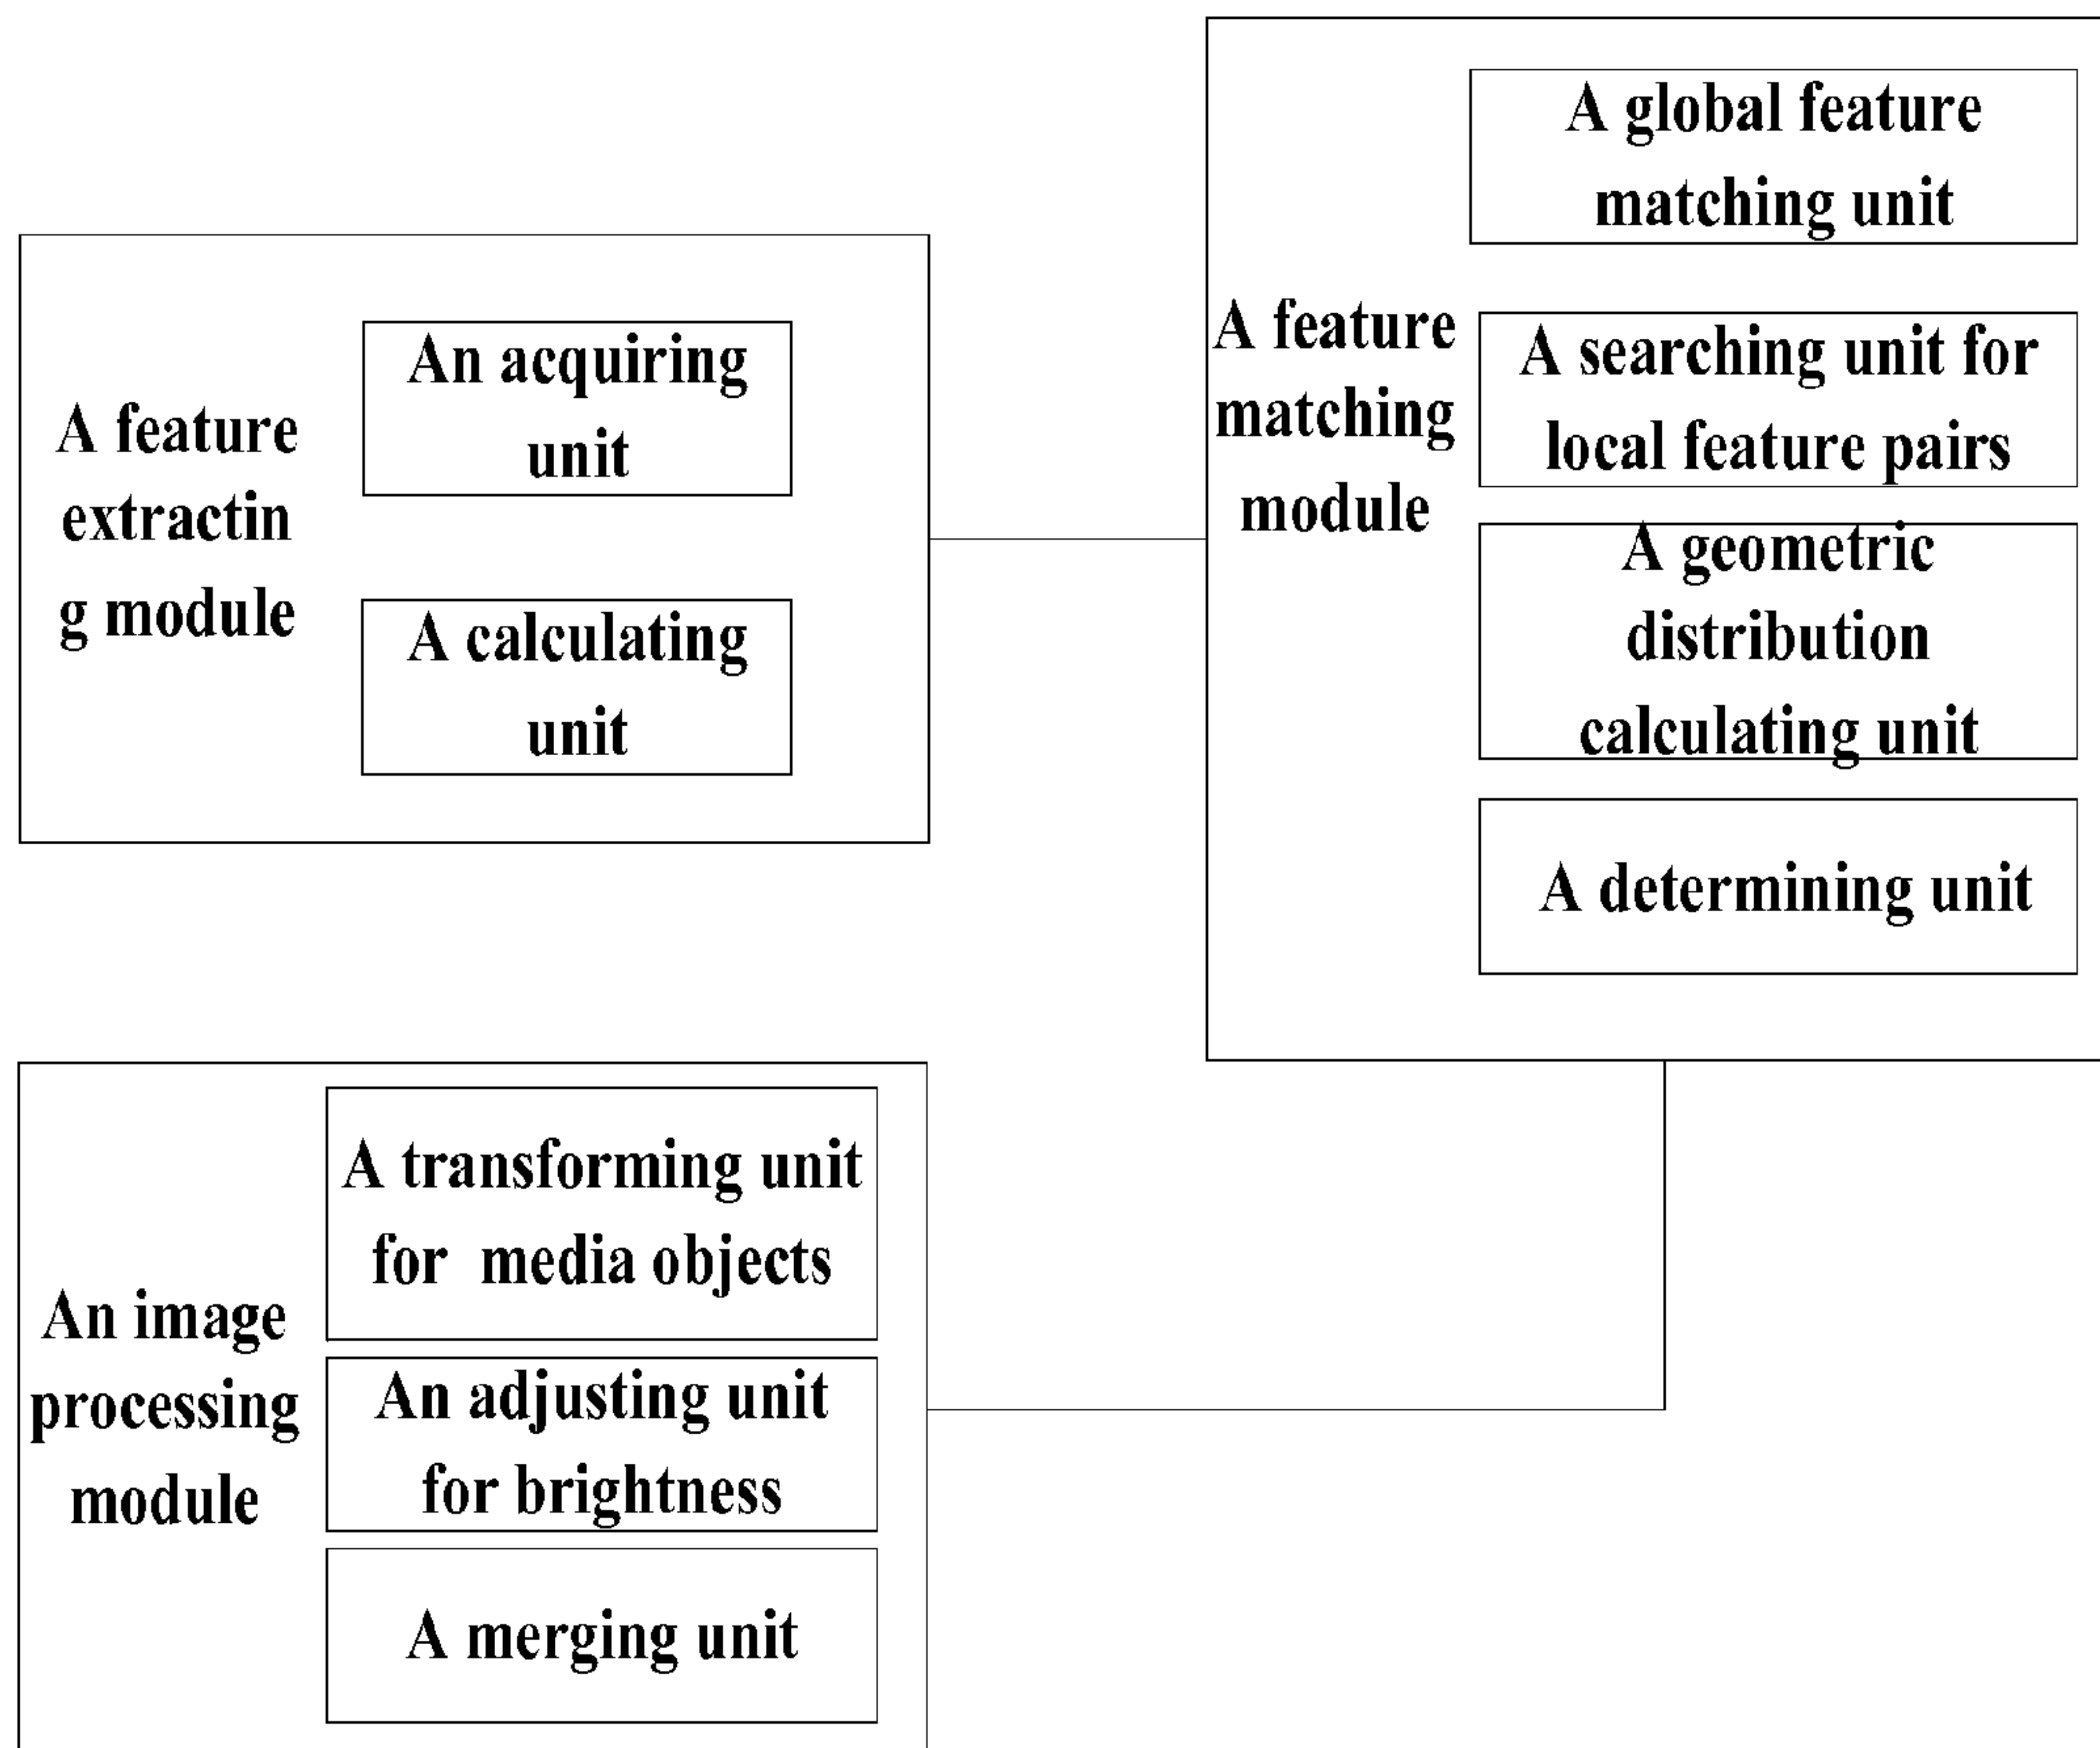 A feature
extractin
g module
An acquiring
unit
A calculating
unit
A feature
matching
module
A global feature
matching unit
A searching unit for
local feature pairs
A geometric
distribution
calculating unit
A determining unit
An image
processing
module
A transforming unit
for  media objects
An adjusting unit
for brightness
A merging unit